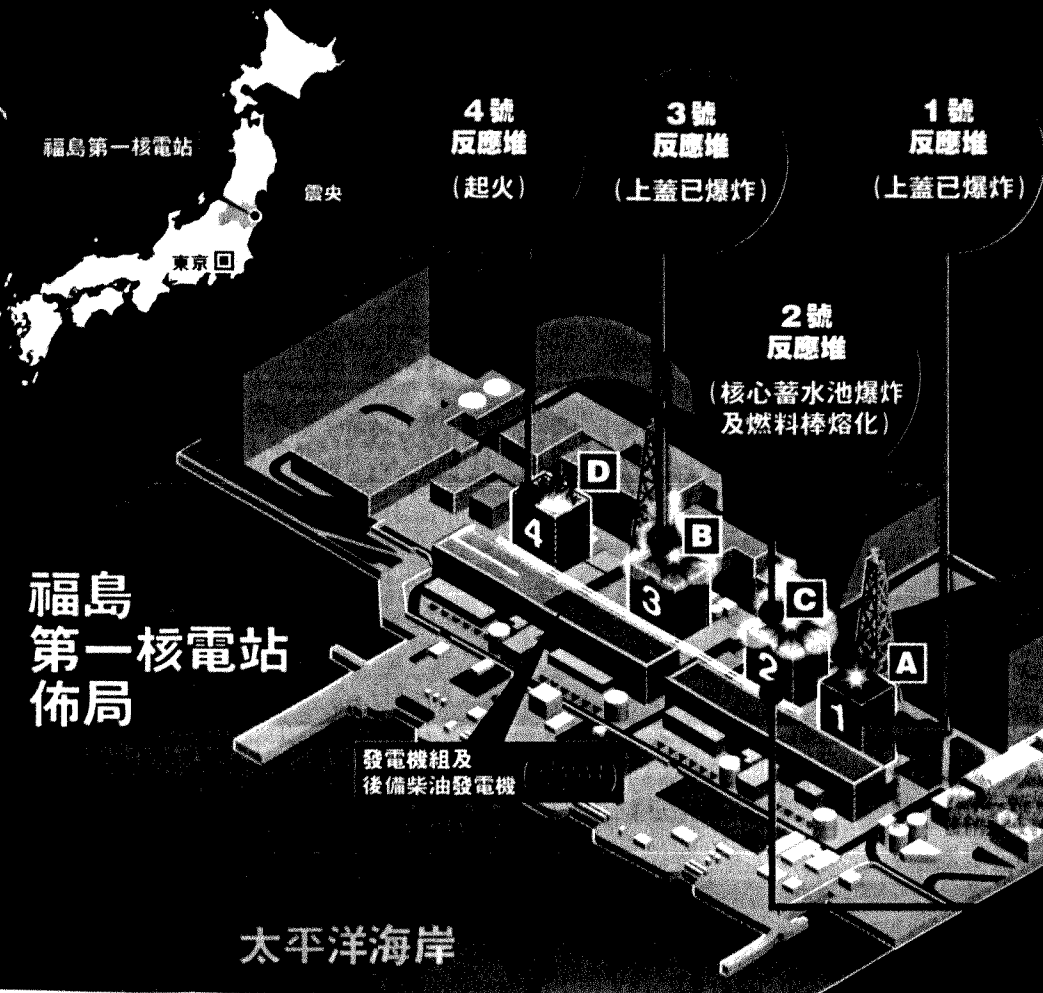 福島第一核電站
震央
東京
4號
反應堆
(起火)
3號
反應堆
(上蓋已爆炸)
1號
反應堆
(上蓋已爆炸)
2號
反應堆
(核心蓄水池爆炸
及燃料棒熔化)
D
4
B
3
C
2
A
1
福島
第一核電站
佈局
發電機組及
後備柴油發電機
太平洋海岸